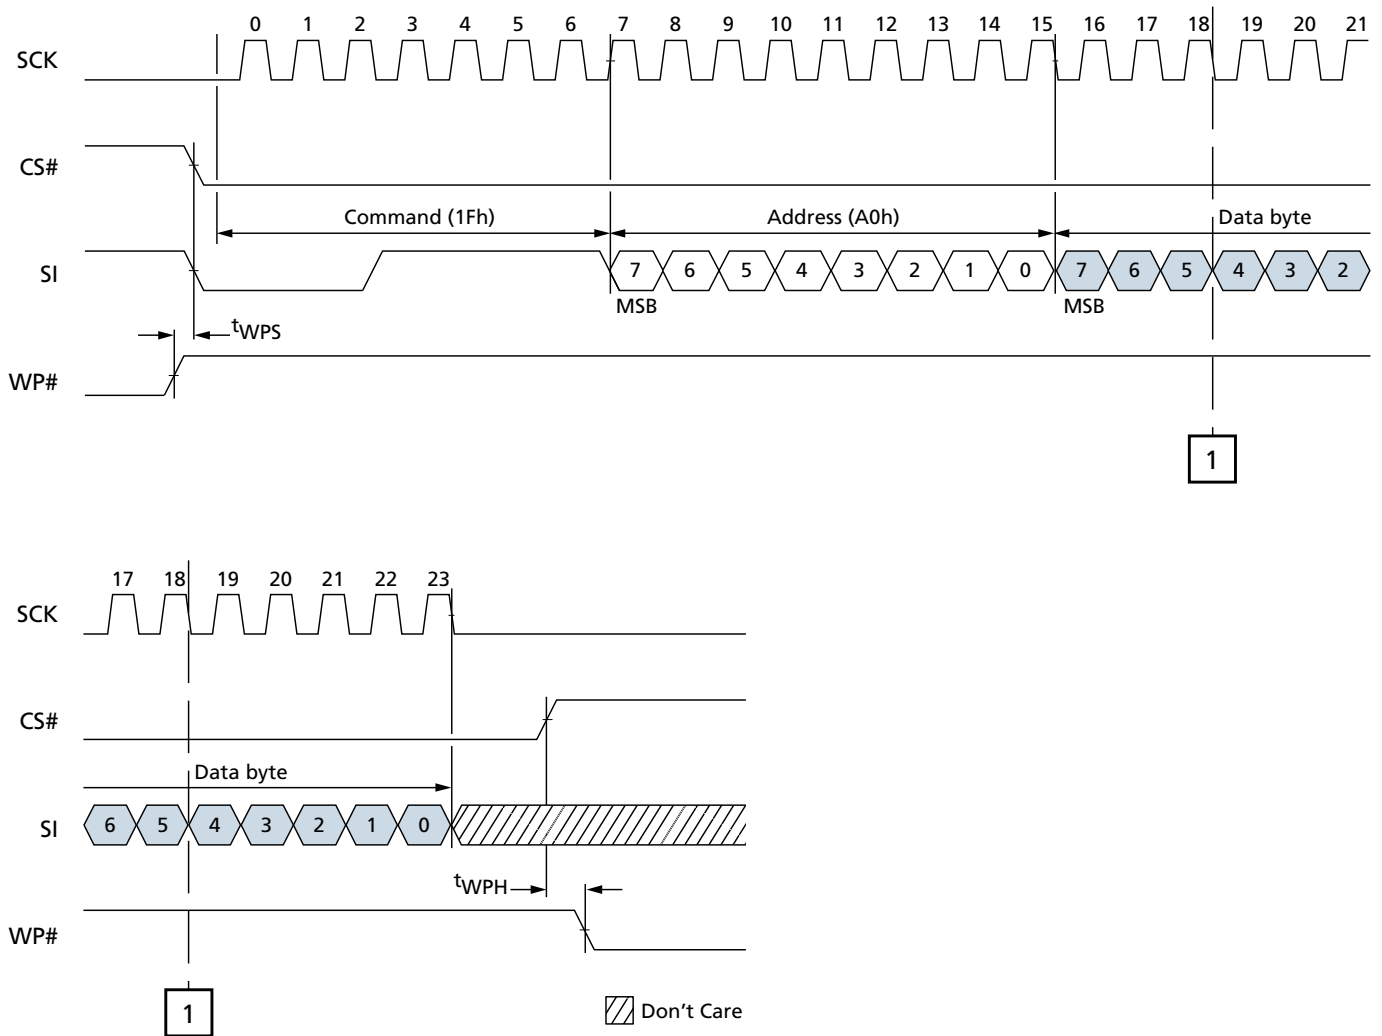 0 1 2 3 4 5 6 7 8 9 10 11 12 13 14 15 16 17 18 19 20 21
SCK
CS#
Command (1Fh) Address (A0h) Data byte
SI 7 6 5 4 3 2 1 0 7 6 5 4 3 2
MSB MSB
tWPS
WP#
1
17 18 19 20 21 22 23
SCK
CS#
Data byte
SI 6 5 4 3 2 1 0
tWPH
WP#
1 Don't Care